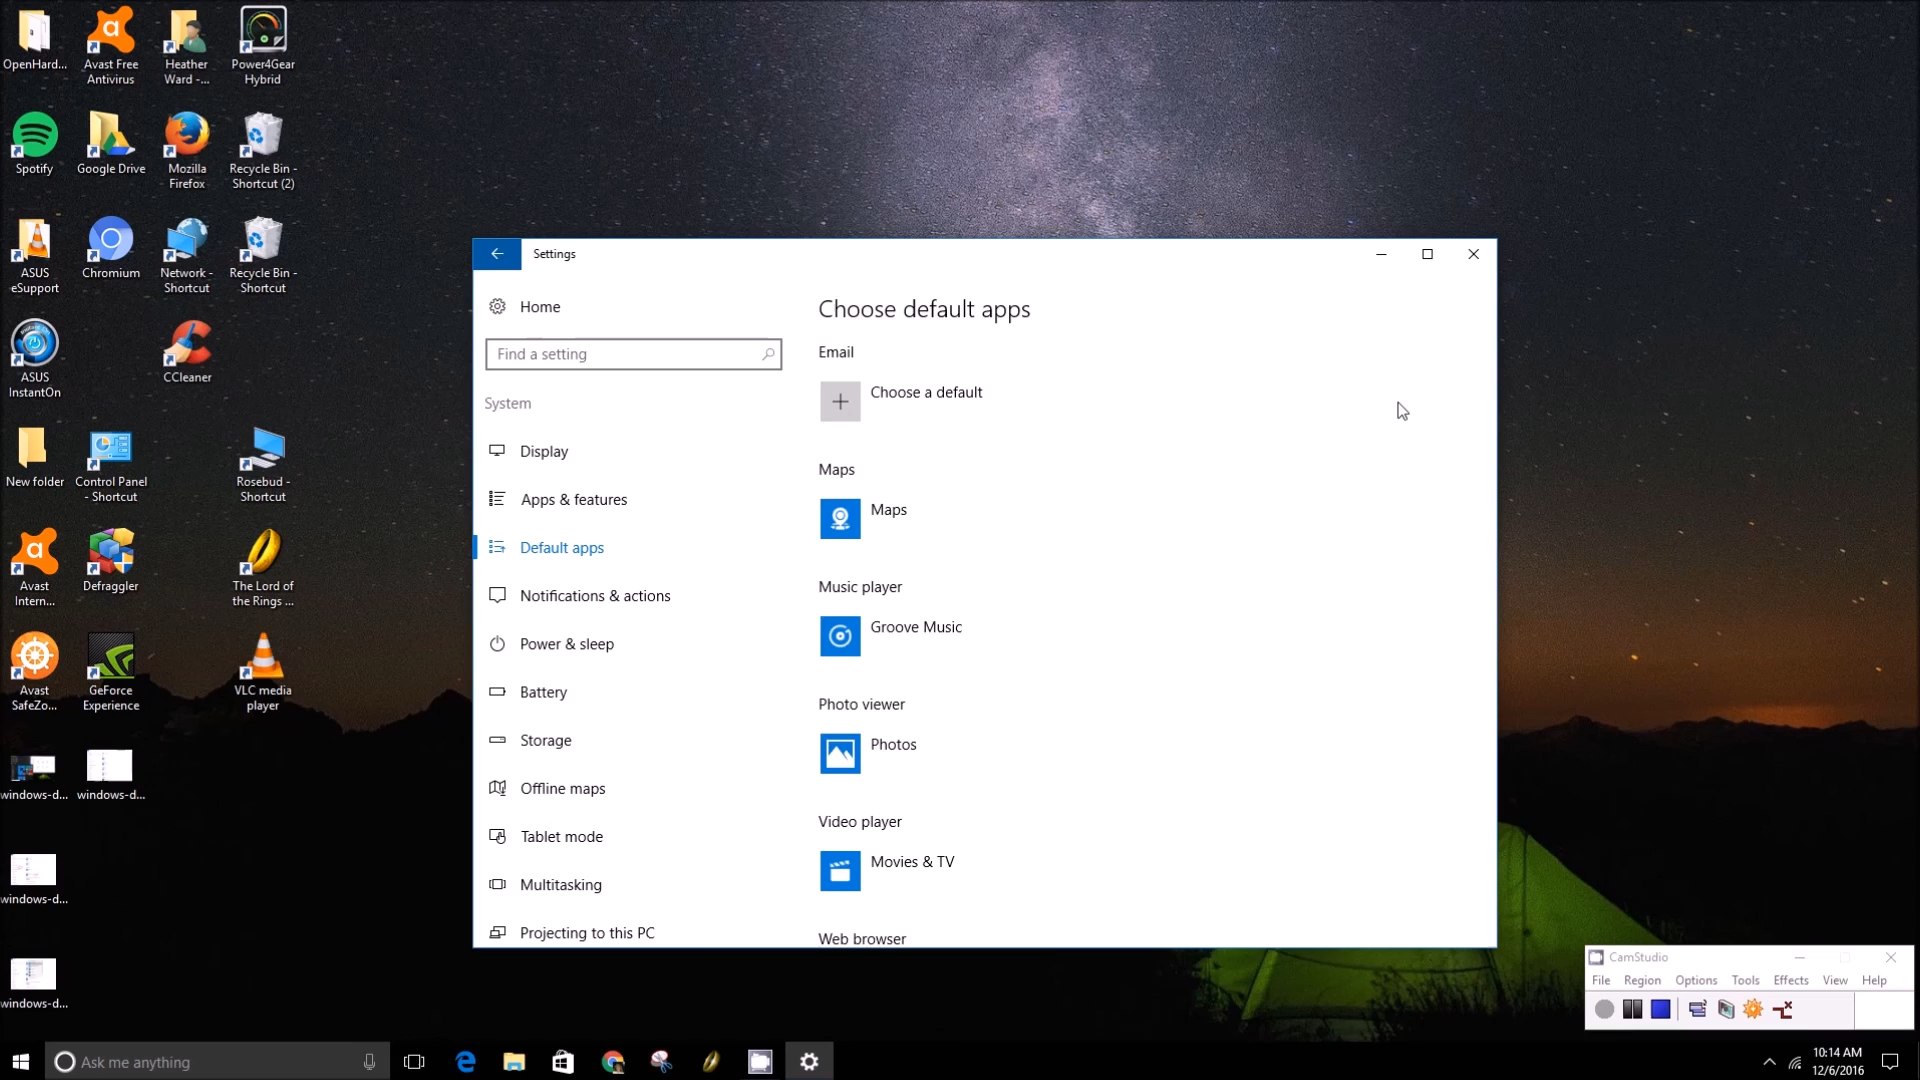 OpenHard...
Avast Free
Antivirus
Heather
Ward -...
Power4Gear
Hybrid
Spotify
Google Drive
Mozilla
Firefox
Recycle Bin -
Shortcut (2)
ASUS
eSupport
Chromium
Network -
Shortcut
Recycle Bin -
Shortcut
ASUS
InstantOn
CCleaner
New folder
Control Panel
- Shortcut
Rosebud -
Shortcut
Avast
Intern...
Defraggler
The Lord of
the Rings ...
Avast
SafeZo...
GeForce
Experience
VLC media
player
windows-d...
windows-d...
windows-d...
windows-d...
Settings
Home
Find a setting
System
Display
Apps & features
Default apps
Notifications & actions
Power & sleep
Battery
Storage
Offline maps
Tablet mode
Multitasking
Projecting to this PC
Choose default apps
Email
Choose a default
Maps
Maps
Music player
Groove Music
Photo viewer
Photos
Video player
Movies & TV
Web browser
CamStudio
File Region Options Tools Effects View Help
Ask me anything
10:14 AM
12/6/2016